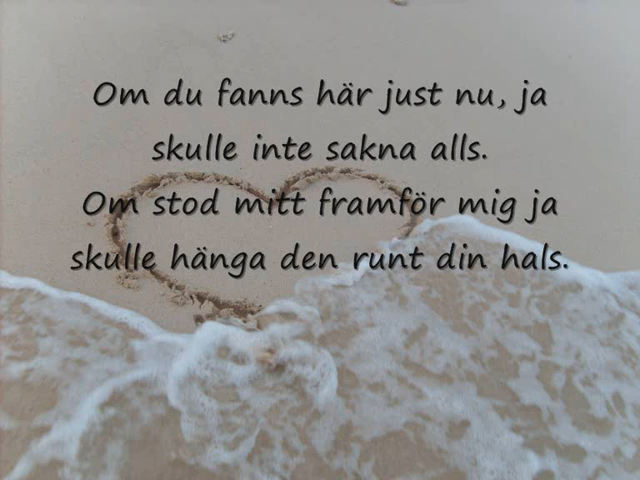 Om du fanns här just nu, ja
skulle inte sakna alls.
Om stod mitt framför mig ja
skulle hänga den runt din hals.